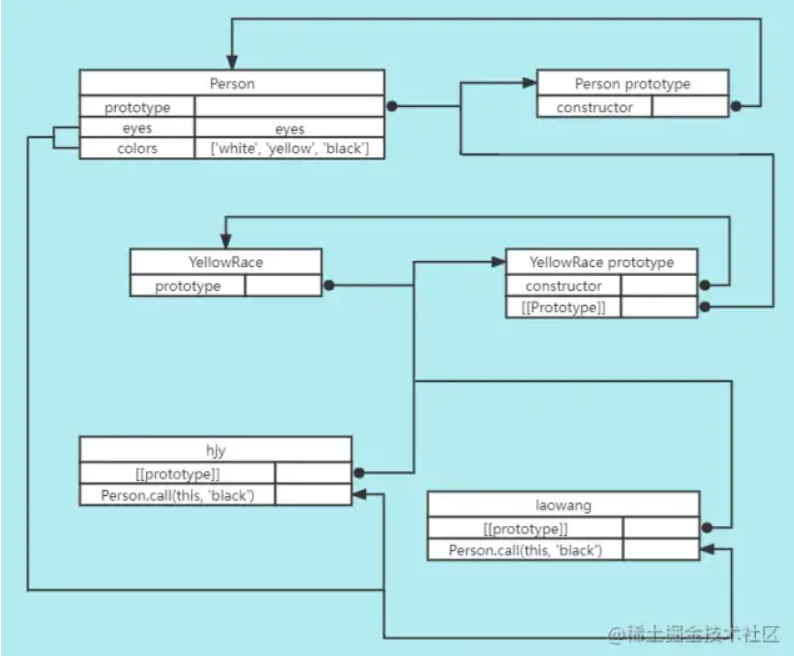 Person
prototype
eyes eyes
colors ['white', 'yellow', 'black']
Person prototype
constructor
YellowRace
prototype
YellowRace prototype
constructor
[[Prototype]]
hjy
[[prototype]]
Person.call(this, 'black')
laowang
[[prototype]]
Person.call(this, 'black')
@稀土掘金技术社区